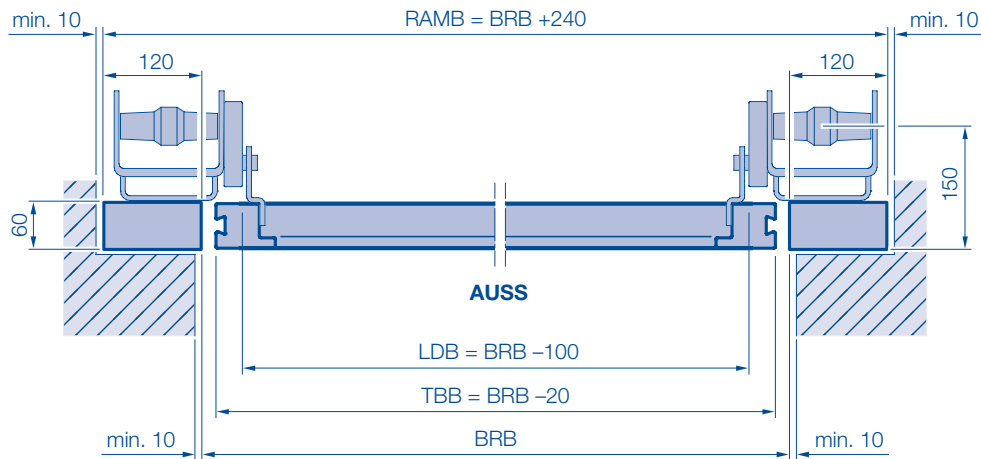 RAMB = BRB +240
min. 10
min. 10
120
120
60
150
AUSS
LDB = BRB –100
TBB = BRB –20
min. 10
BRB
min. 10